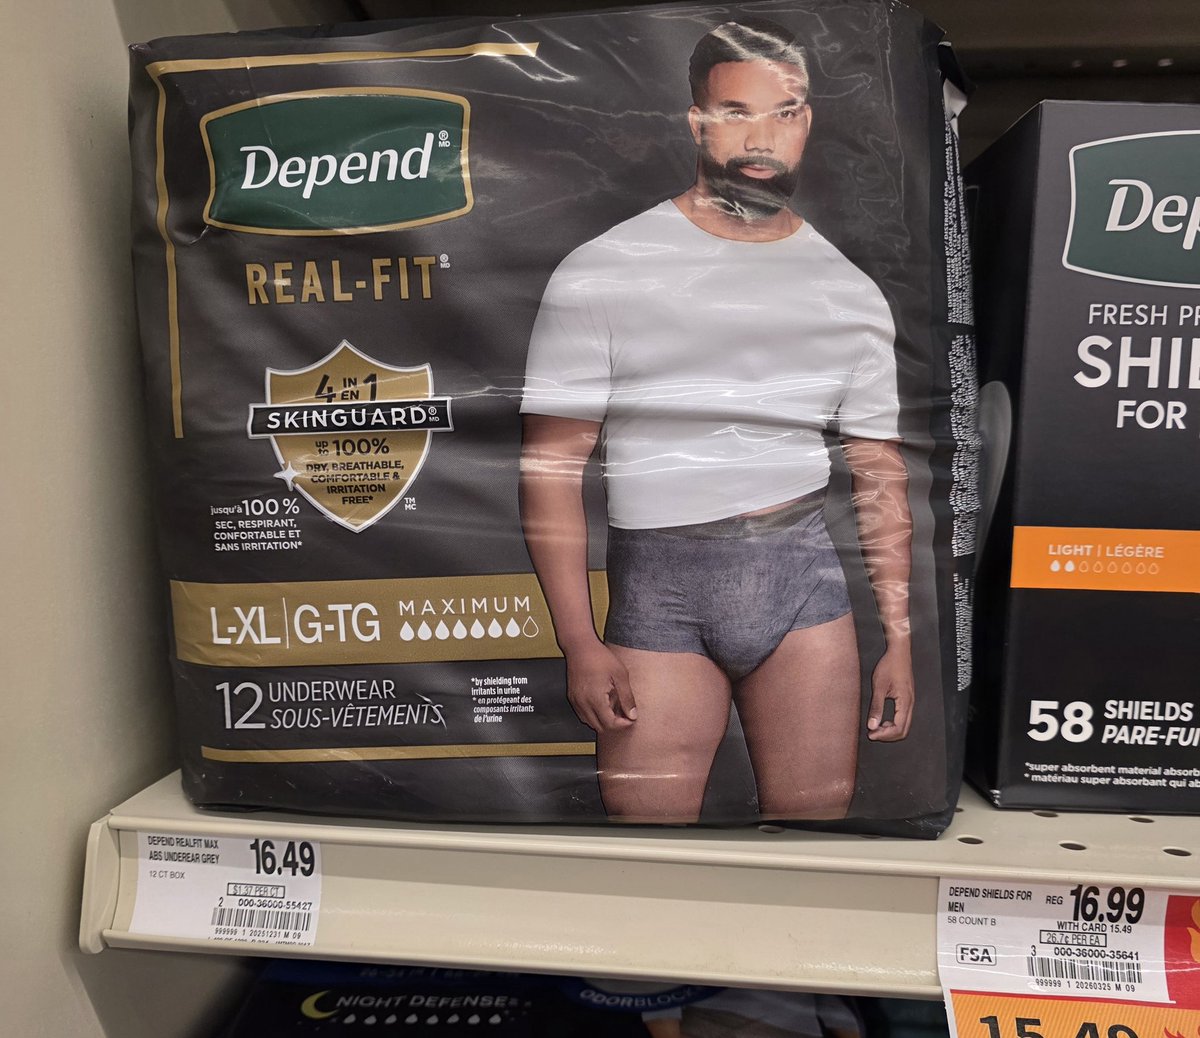 Depend® MD
REAL-FIT® MD
4 IN EN 1
SKINGUARD® MD
UP TO 100%
DRY, BREATHABLE,
COMFORTABLE &
IRRITATION
FREE*
TM MC
jusqu'à 100 %
SEC, RESPIRANT,
CONFORTABLE ET
SANS IRRITATION*
L-XL | G-TG MAXIMUM
12 UNDERWEAR
SOUS-VÊTEMENTS
*by shielding from
irritants in urine
* en protégeant des
composants irritants
de l'urine
Dep
FRESH PR
SHIE
FOR
LIGHT | LÉGÈRE
58 SHIELDS
PARE-FUI
*super absorbent material absorb
* matériau super absorbant qui ab
DEPEND REALFIT MAX
ABS UNDEREAR GREY
12 CT BOX
16.49
$1.37 PER CT
2 000-36000-55427
999999 1 20251231 M 09
DEPEND SHIELDS FOR
MEN
58 COUNT B
REG 16.99
WITH CARD 15.49
26.7¢ PER EA
FSA
3 000-36000-35641
999999 1 20260325 M 09
15.49
NIGHT DEFENSE
ODORBLOC